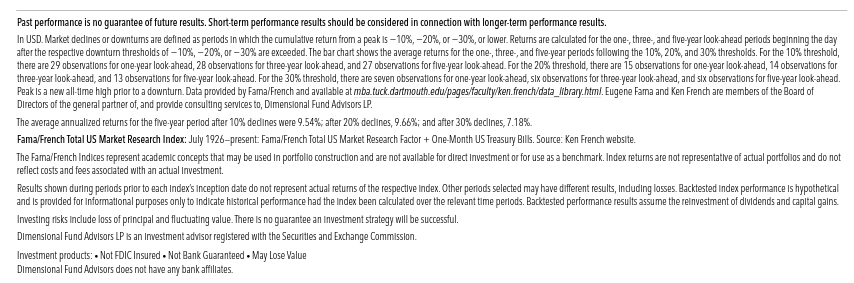 Past performance is no guarantee of future results. Short-term performance results should be considered in connection with longer-term performance results.
In USD. Market declines or downturns are defined as periods in which the cumulative return from a peak is −10%, −20%, or −30%, or lower. Returns are calculated for the one-, three-, and five-year look-ahead periods beginning the day
after the respective downturn thresholds of −10%, −20%, or −30% are exceeded. The bar chart shows the average returns for the one-, three-, and five-year periods following the 10%, 20%, and 30% thresholds. For the 10% threshold,
there are 29 observations for one-year look-ahead, 28 observations for three-year look-ahead, and 27 observations for five-year look-ahead. For the 20% threshold, there are 15 observations for one-year look-ahead, 14 observations for
three-year look-ahead, and 13 observations for five-year look-ahead. For the 30% threshold, there are seven observations for one-year look-ahead, six observations for three-year look-ahead, and six observations for five-year look-ahead.
Peak is a new all-time high prior to a downturn. Data provided by Fama/French and available at mba.tuck.dartmouth.edu/pages/faculty/ken.french/data_library.html. Eugene Fama and Ken French are members of the Board of
Directors of the general partner of, and provide consulting services to, Dimensional Fund Advisors LP.
The average annualized returns for the five-year period after 10% declines were 9.54%; after 20% declines, 9.66%; and after 30% declines, 7.18%.
Fama/French Total US Market Research Index: July 1926–present: Fama/French Total US Market Research Factor + One-Month US Treasury Bills. Source: Ken French website.
The Fama/French Indices represent academic concepts that may be used in portfolio construction and are not available for direct investment or for use as a benchmark. Index returns are not representative of actual portfolios and do not
reflect costs and fees associated with an actual investment.
Results shown during periods prior to each index's inception date do not represent actual returns of the respective index. Other periods selected may have different results, including losses. Backtested index performance is hypothetical
and is provided for informational purposes only to indicate historical performance had the index been calculated over the relevant time periods. Backtested performance results assume the reinvestment of dividends and capital gains.
Investing risks include loss of principal and fluctuating value. There is no guarantee an investment strategy will be successful.
Dimensional Fund Advisors LP is an investment advisor registered with the Securities and Exchange Commission.
Investment products: • Not FDIC Insured • Not Bank Guaranteed • May Lose Value
Dimensional Fund Advisors does not have any bank affiliates.